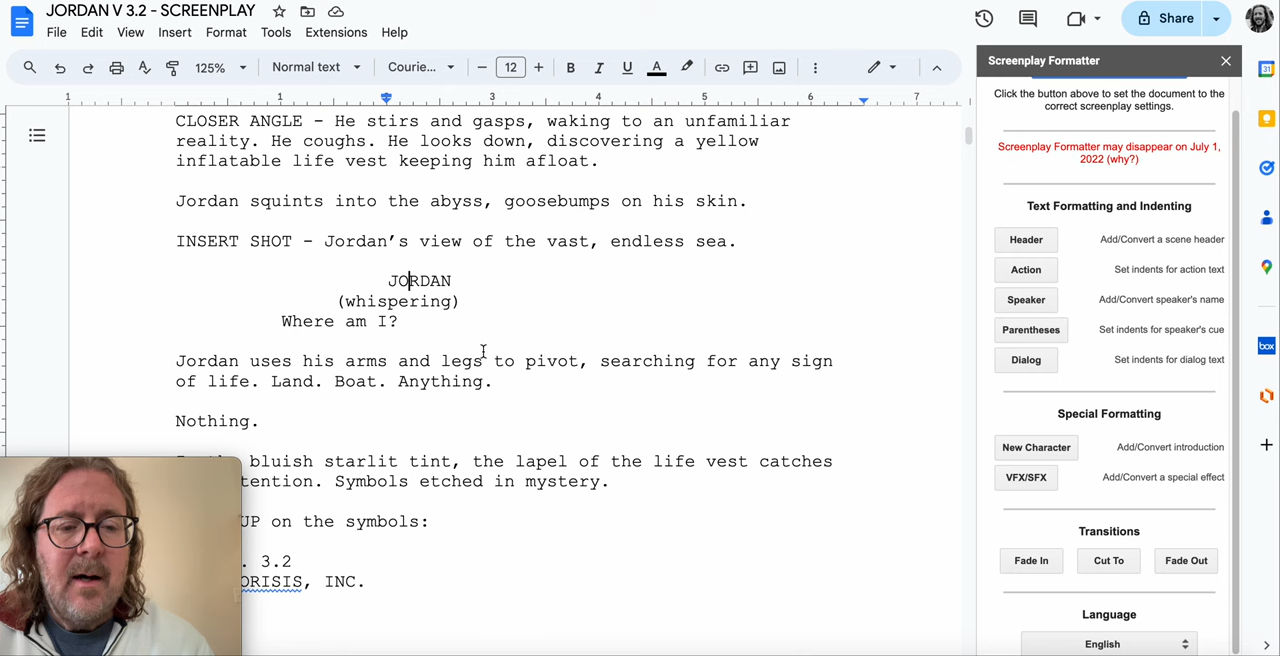 JORDAN V 3.2 - SCREENPLAY
File Edit View Insert Format Tools Extensions Help
Share
125% Normal text Courie... 12
B I U A
1 1 2 3 4 5 6 7
Screenplay Formatter
Click the button above to set the document to the
correct screenplay settings.
Screenplay Formatter may disappear on July 1,
2022 (why?)
Text Formatting and Indenting
Header Add/Convert a scene header
Action Set indents for action text
Speaker Add/Convert speaker's name
Parentheses Set indents for speaker's cue
Dialog Set indents for dialog text
Special Formatting
New Character Add/Convert introduction
VFX/SFX Add/Convert a special effect
Transitions
Fade In Cut To Fade Out
Language
English
31
box
CLOSER ANGLE - He stirs and gasps, waking to an unfamiliar
reality. He coughs. He looks down, discovering a yellow
inflatable life vest keeping him afloat.
Jordan squints into the abyss, goosebumps on his skin.
INSERT SHOT - Jordan’s view of the vast, endless sea.
JORDAN
(whispering)
Where am I?
Jordan uses his arms and legs to pivot, searching for any sign
of life. Land. Boat. Anything.
Nothing.
bluish starlit tint, the lapel of the life vest catches
tention. Symbols etched in mystery.
UP on the symbols:
. 3.2
ORISIS, INC.